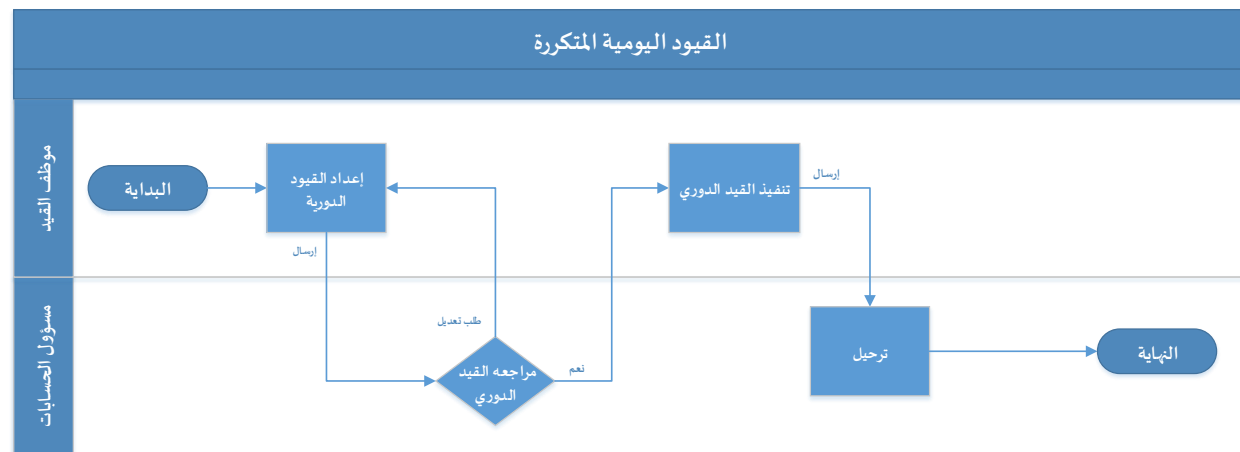 القيود اليومية المتكررة
موظف القيد
البداية
إعداد القيود
الدورية
إرسال
تنفيذ القيد الدوري
إرسال
مسؤول الحسابات
طلب تعديل
مراجعه القيد
الدوري
نعم
ترحيل
النهاية